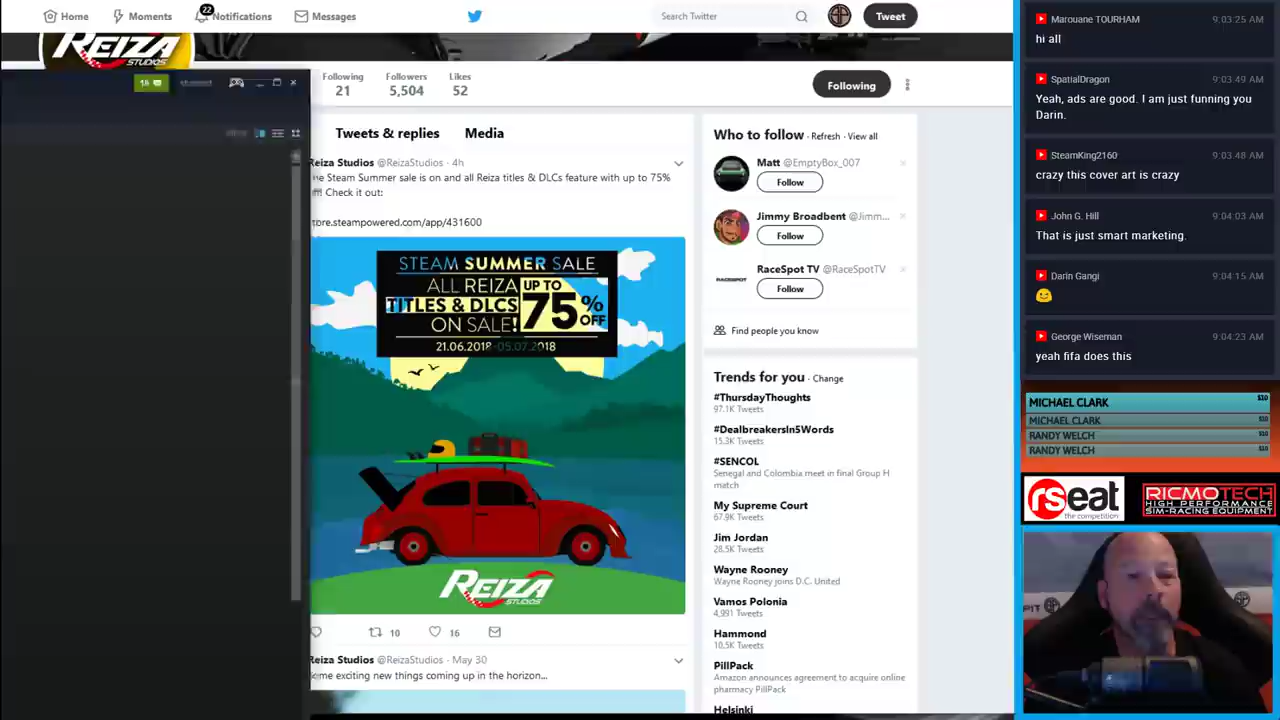 Home
Moments
22
Notifications
Messages
Search Twitter
Tweet
REIZA
STUDIOS
Following
21
Followers
5,504
Likes
52
Following
Tweets & replies
Media
Reiza Studios @ReizaStudios · 4h
he Steam Summer sale is on and all Reiza titles & DLCs feature with up to 75%
ff! Check it out:
ore.steampowered.com/app/431600
STEAM SUMMER SALE
ALL REIZA
TITLES & DLCS
ON SALE!
UP TO
75%
OFF
21.06.2018-05.07.2018
REIZA
STUDIOS
10
16
Reiza Studios @ReizaStudios · May 30
ome exciting new things coming up in the horizon...
Who to follow · Refresh · View all
Matt @EmptyBox_007
Follow
Jimmy Broadbent @Jimm...
Follow
RACESPOT
RaceSpot TV @RaceSpotTV
Follow
Find people you know
Trends for you · Change
#ThursdayThoughts
97.1K Tweets
#DealbreakersIn5Words
15.3K Tweets
#SENCOL
Senegal and Colombia meet in final Group H
match
My Supreme Court
67.9K Tweets
Jim Jordan
28.5K Tweets
Wayne Rooney
Wayne Rooney joins D.C. United
Vamos Polonia
4,991 Tweets
Hammond
10.5K Tweets
PillPack
Amazon announces agreement to acquire online
pharmacy PillPack
Helsinki
Marouane TOURHAM 9:03:25 AM
hi all
SpatialDragon 9:03:49 AM
Yeah, ads are good. I am just funning you
Darin.
SteamKing2160 9:03:48 AM
crazy this cover art is crazy
John G. Hill 9:04:03 AM
That is just smart marketing.
Darin Gangi 9:04:15 AM
George Wiseman 9:04:23 AM
yeah fifa does this
MICHAEL CLARK $10
MICHAEL CLARK $10
RANDY WELCH $10
RANDY WELCH $10
rseat
the competition
RICMOTECH
HIGH PERFORMANCE
SIM-RACING EQUIPMENT
PIT